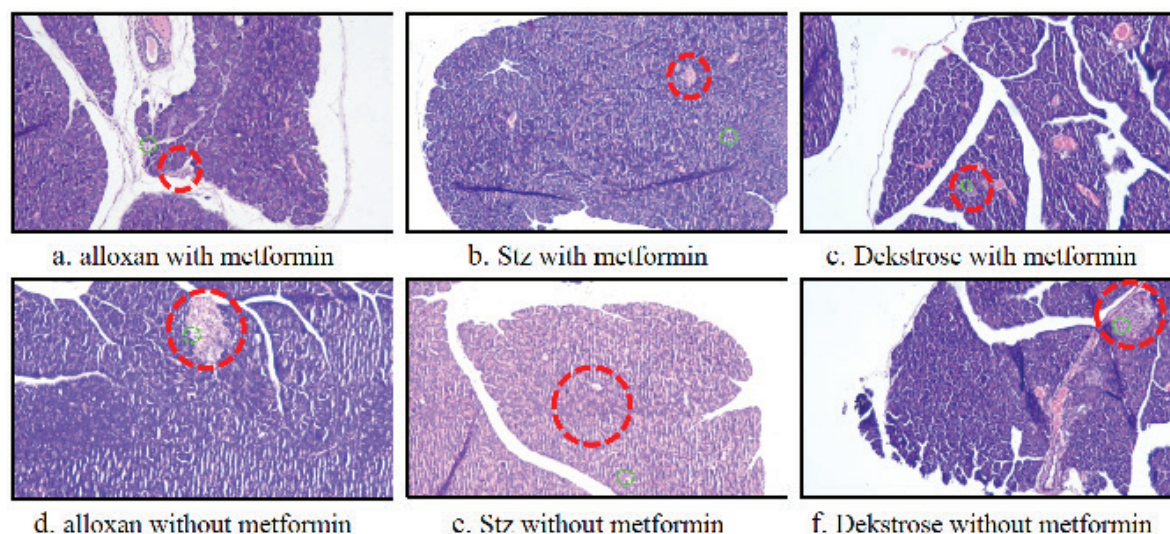 a. alloxan with metformin
b. Stz with metformin
c. Dekstrose with metformin
d. alloxan without metformin
e. Stz without metformin
f. Dekstrose without metformin